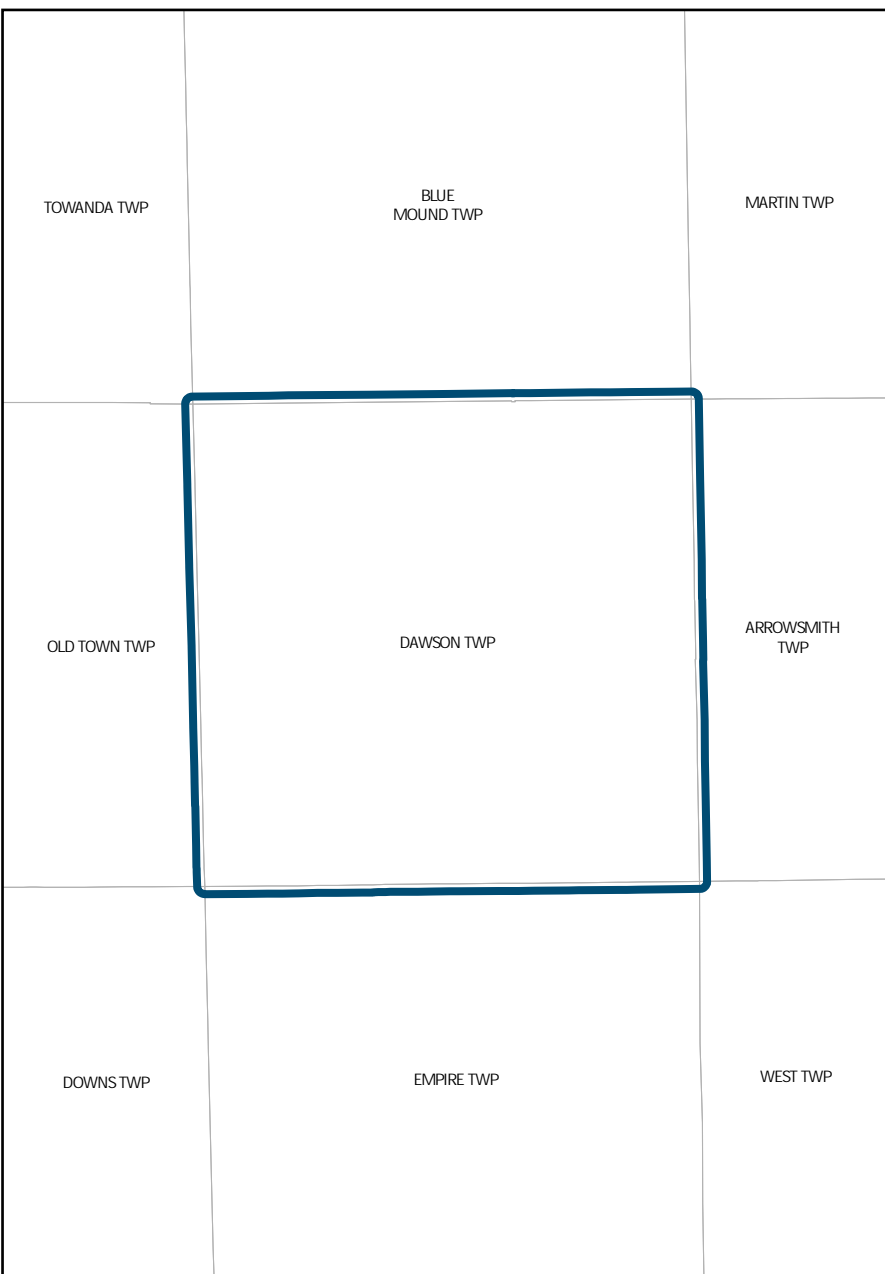 TOWANDA TWP
BLUE
MOUND TWP
MARTIN TWP
OLD TOWN TWP
DAWSON TWP
ARROWSMITH
TWP
DOWNS TWP
EMPIRE TWP
WEST TWP